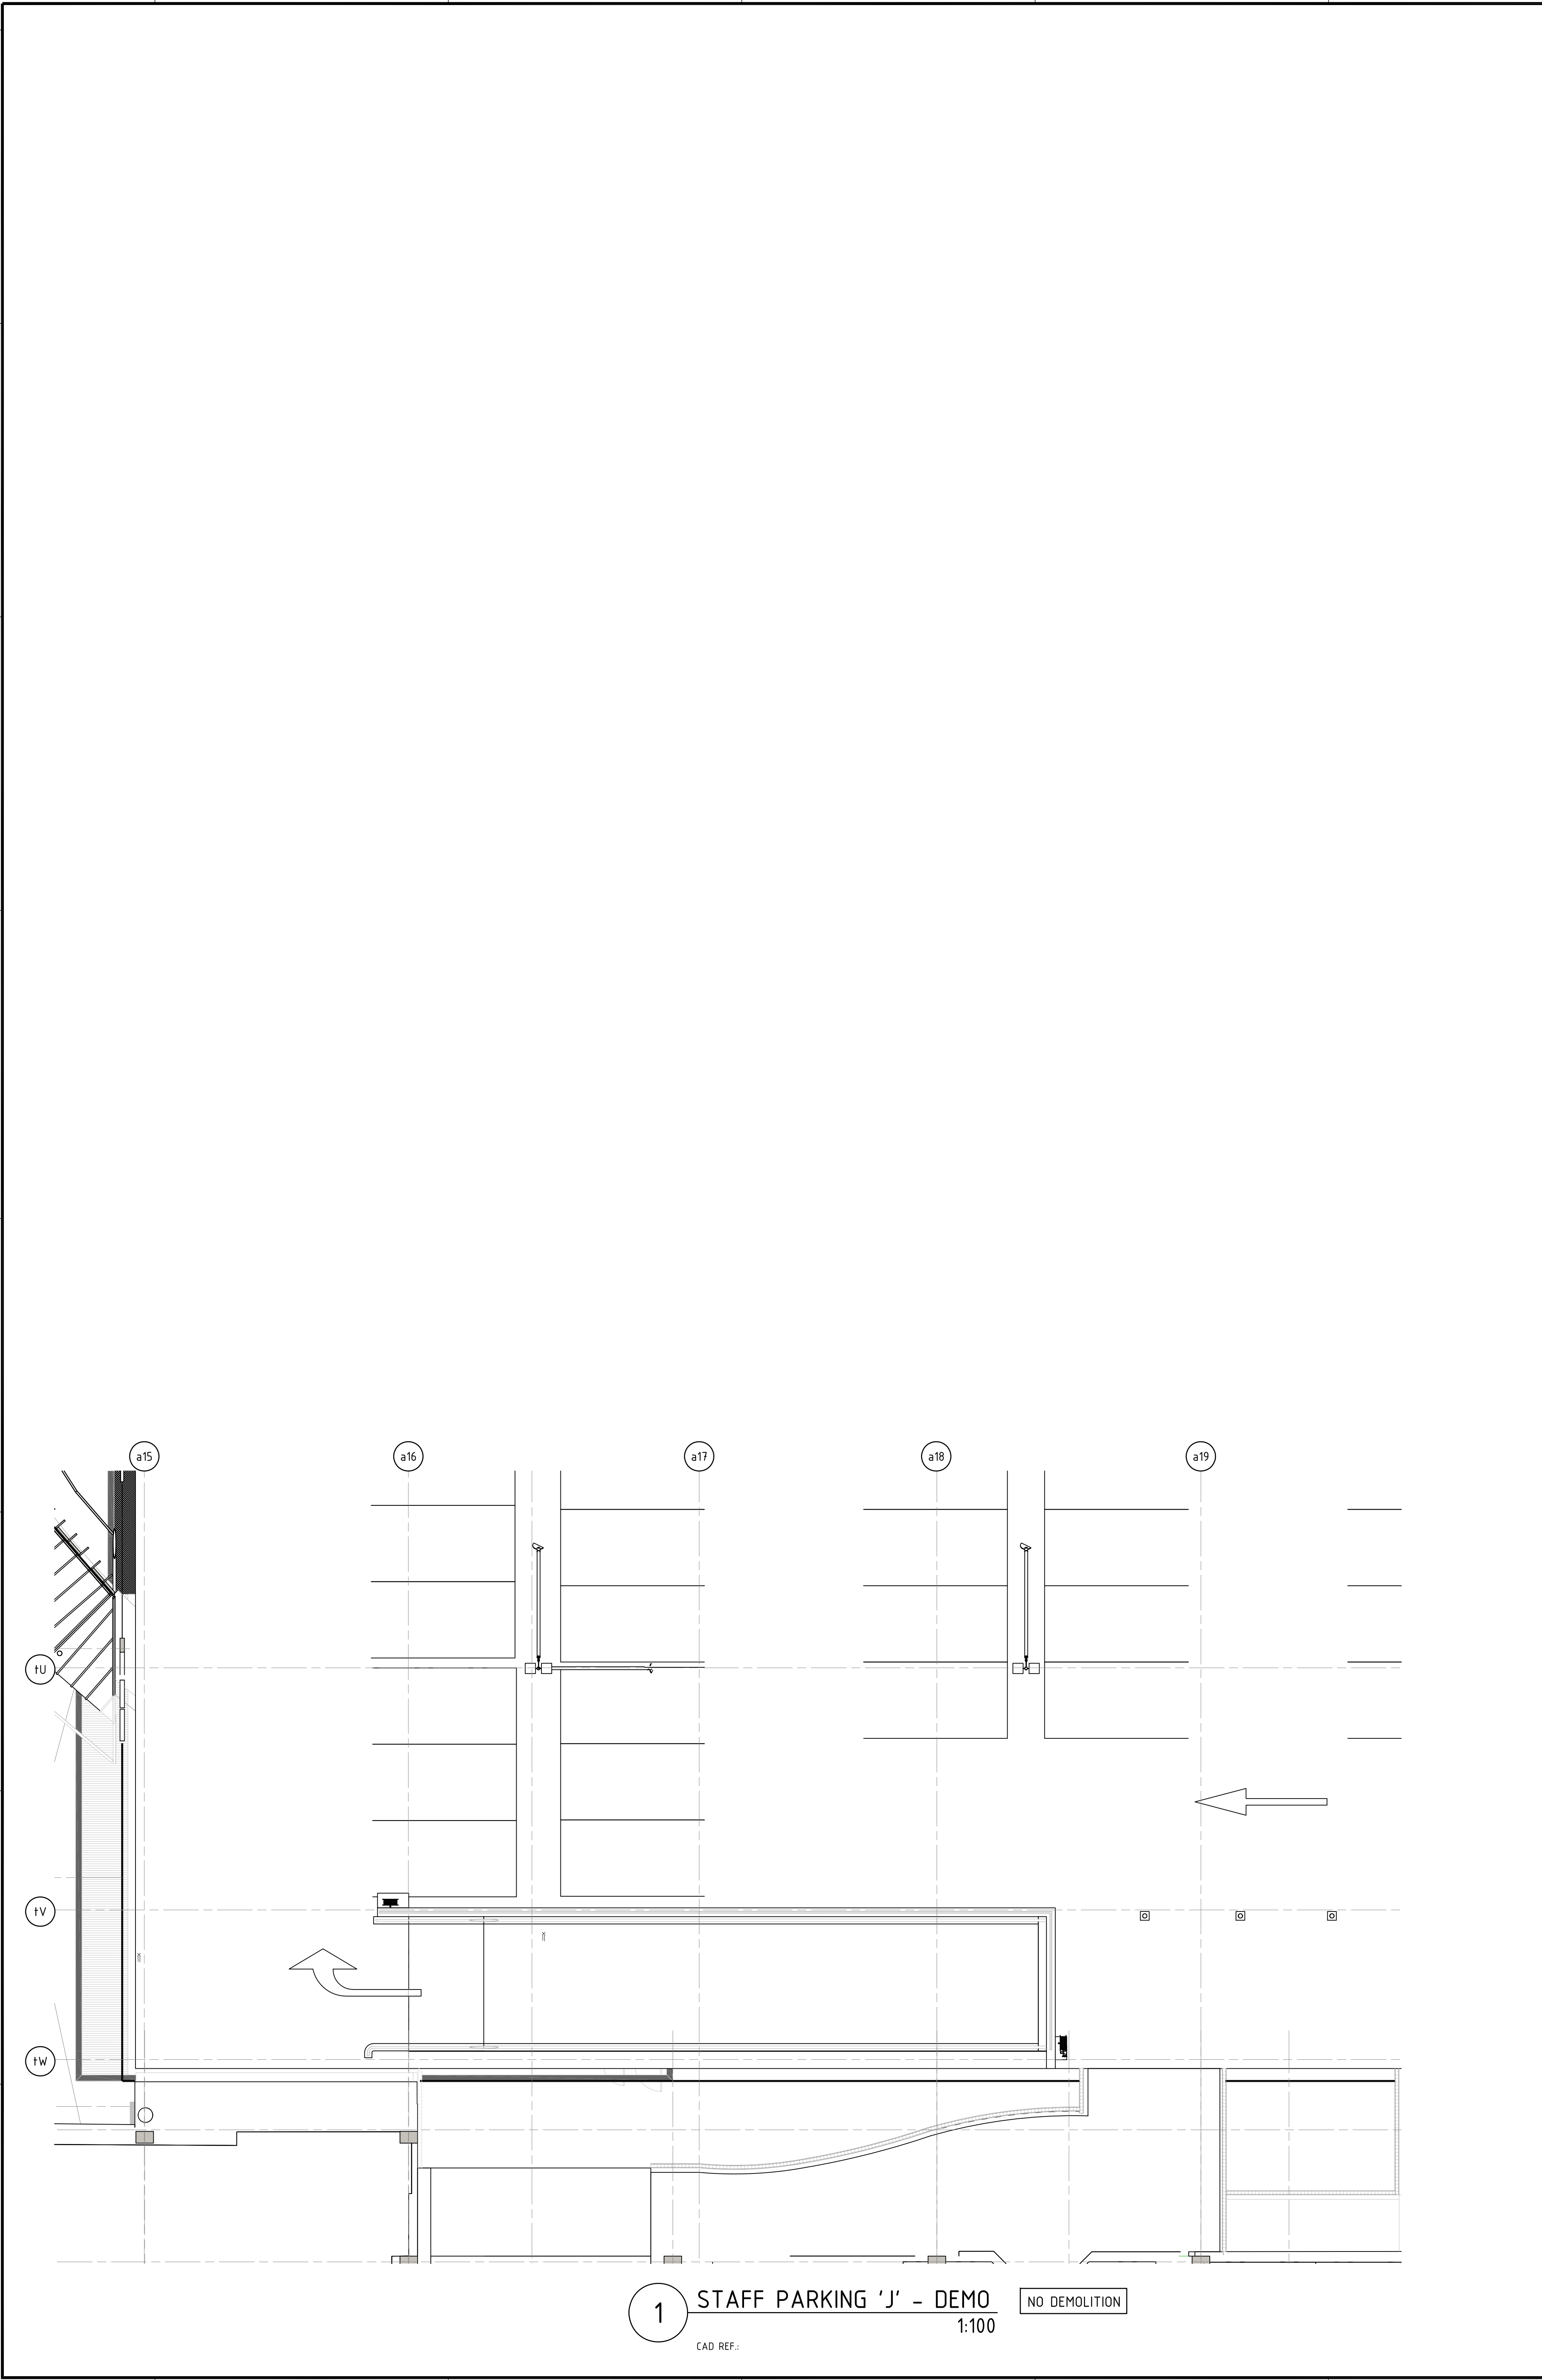 a15
a16
a17
a18
a19
tU
tV
tW
1
STAFF PARKING 'J' - DEMO
NO DEMOLITION
1:100
CAD REF.: